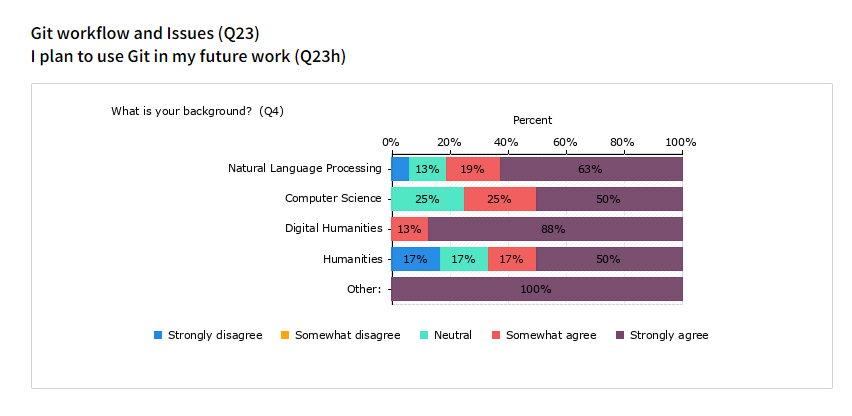 Git workflow and Issues (Q23)
I plan to use Git in my future work (Q23h)
What is your background?  (Q4)
Percent
0% 20% 40% 60% 80% 100%
Natural Language Processing 13% 19% 63%
Computer Science 25% 25% 50%
Digital Humanities 13% 88%
Humanities 17% 17% 17% 50%
Other: 100%
Strongly disagree Somewhat disagree Neutral Somewhat agree Strongly agree